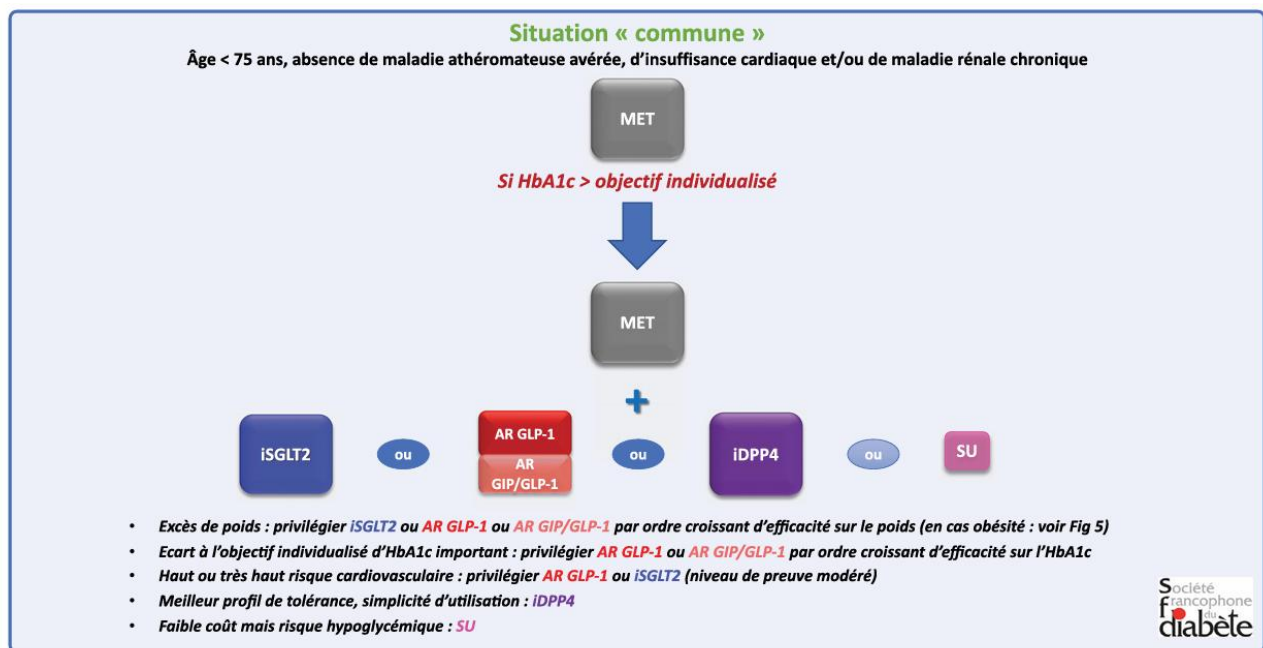 Situation « commune »
Âge < 75 ans, absence de maladie athéromateuse avérée, d'insuffisance cardiaque et/ou de maladie rénale chronique
MET
Si HbA1c > objectif individualisé
MET
+
iSGLT2
ou
AR GLP-1
AR
GIP/GLP-1
ou
iDPP4
ou
SU
• Excès de poids : privilégier iSGLT2 ou AR GLP-1 ou AR GIP/GLP-1 par ordre croissant d'efficacité sur le poids (en cas obésité : voir Fig 5)
• Ecart à l'objectif individualisé d'HbA1c important : privilégier AR GLP-1 ou AR GIP/GLP-1 par ordre croissant d'efficacité sur l'HbA1c
• Haut ou très haut risque cardiovasculaire : privilégier AR GLP-1 ou iSGLT2 (niveau de preuve modéré)
• Meilleur profil de tolérance, simplicité d'utilisation : iDPP4
• Faible coût mais risque hypoglycémique : SU
Société
francophone
du
diabète